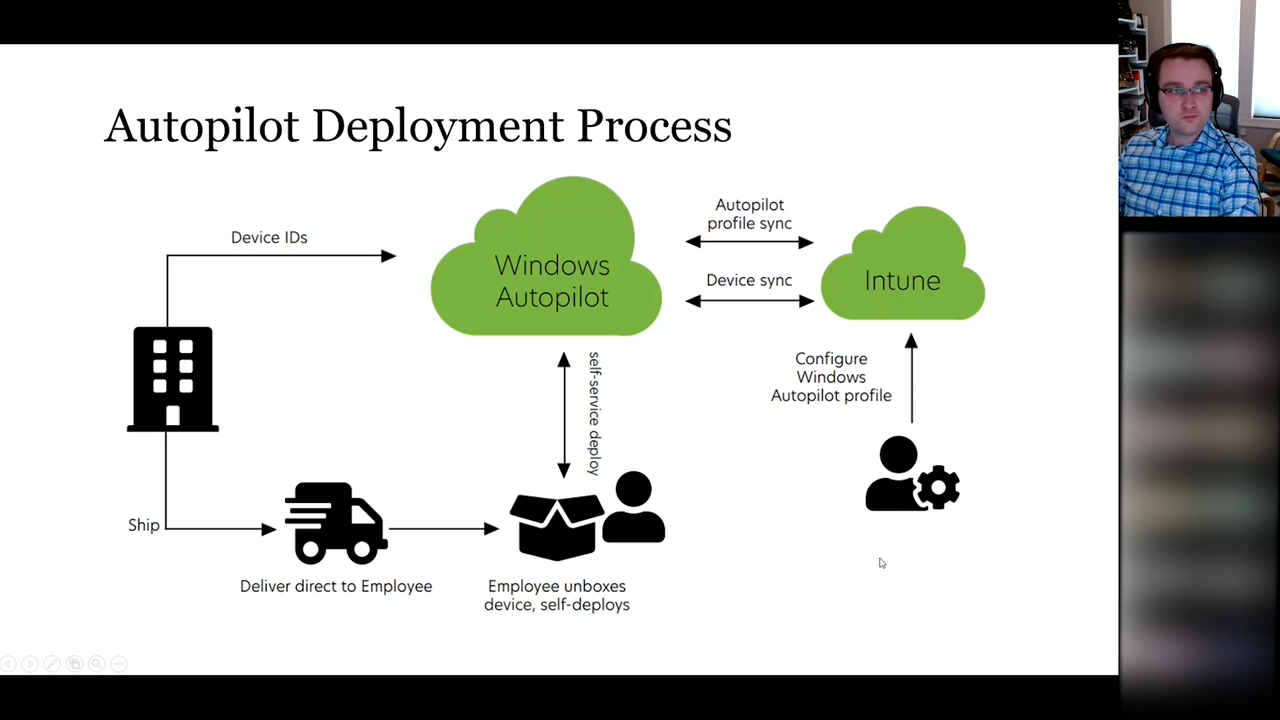 Autopilot Deployment Process
Device IDs
Windows
Autopilot
Autopilot
profile sync
Device sync
Intune
self-service deploy
Configure
Windows
Autopilot profile
Ship
Deliver direct to Employee
Employee unboxes
device, self-deploys